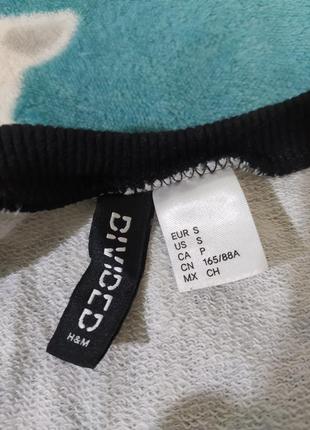 DIVIDED
H&M
EUR S
US S
CA P
CN 165/88A
MX CH